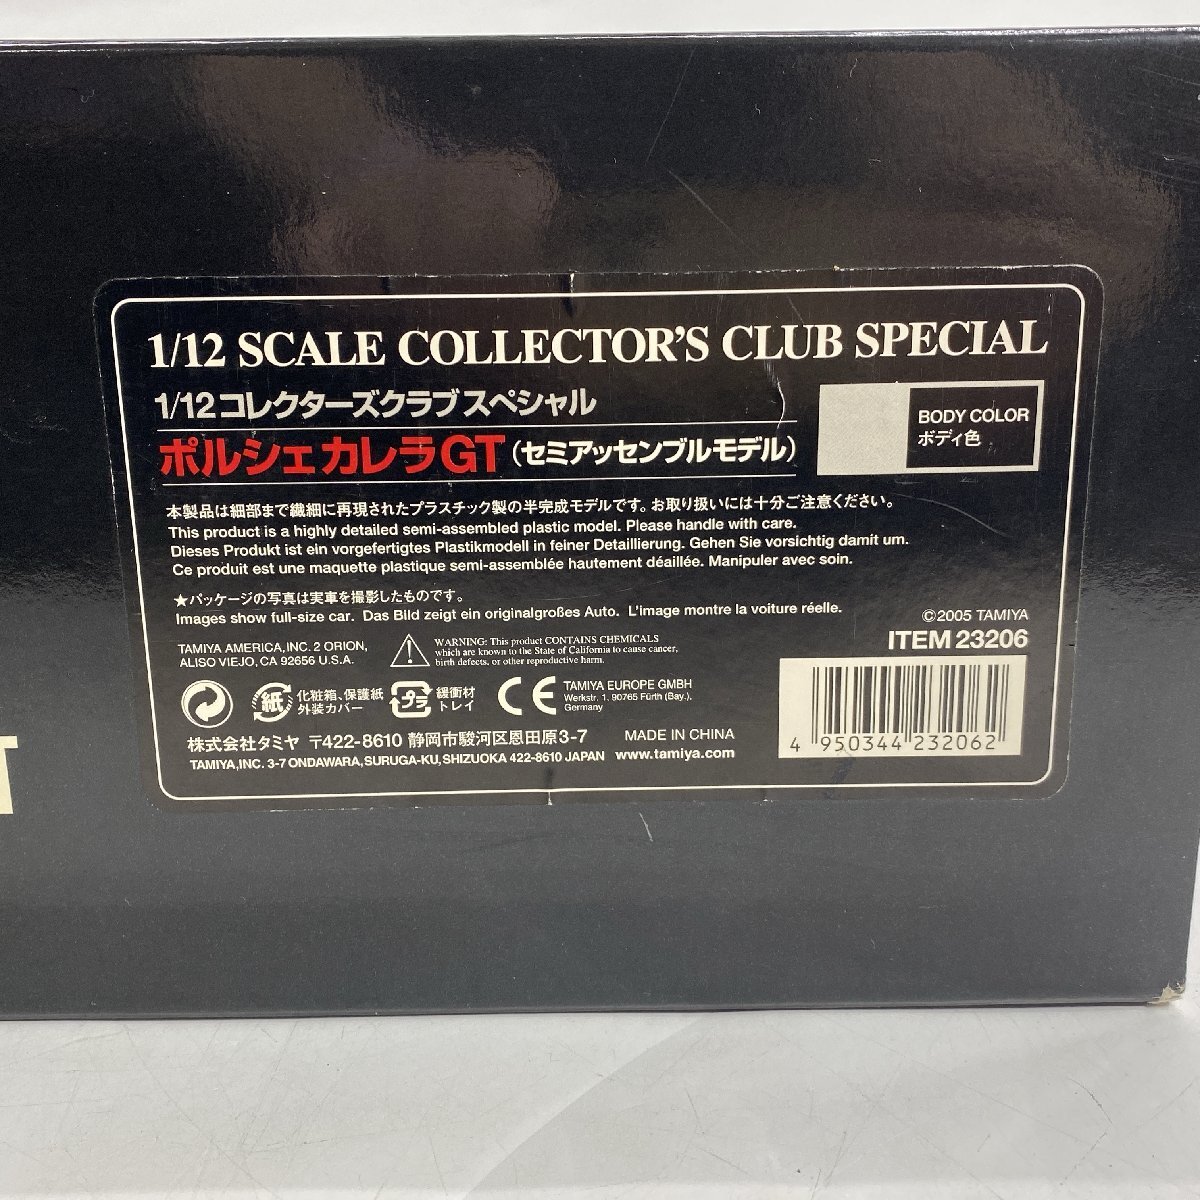 1/12 SCALE COLLECTOR'S CLUB SPECIAL
1/12コレクターズクラブスペシャル
ポルシェカレラGT(セミアッセンブルモデル)
BODY COLOR
ボディ色
本製品は細部まで繊細に再現されたプラスチック製の半完成モデルです。お取り扱いには十分ご注意ください。
This product is a highly detailed semi-assembled plastic model. Please handle with care.
Dieses Produkt ist ein vorgefertigtes Plastikmodell in feiner Detaillierung. Gehen Sie vorsichtig damit um.
Ce produit est une maquette plastique semi-assemblée hautement déaillée. Manipuler avec soin.
★パッケージの写真は実車を撮影したものです。
Images show full-size car. Das Bild zeigt ein originalgroßes Auto. L'image montre la voiture réelle.
©2005 TAMIYA
ITEM 23206
TAMIYA AMERICA, INC. 2 ORION,
ALISO VIEJO, CA 92656 U.S.A.
WARNING: This product CONTAINS CHEMICALS
which are known to the State of California to cause cancer,
birth defects, or other reproductive harm.
紙
化粧箱、保護紙
外装カバー
プラ
緩衝材
トレイ
CE
TAMIYA EUROPE GMBH
Werkstr. 1. 90765 Fürth (Bay.).
Germany
4 950344 232062
株式会社タミヤ 〒422-8610 静岡市駿河区恩田原3-7
MADE IN CHINA
TAMIYA, INC. 3-7 ONDAWARA, SURUGA-KU, SHIZUOKA 422-8610 JAPAN www.tamiya.com
T